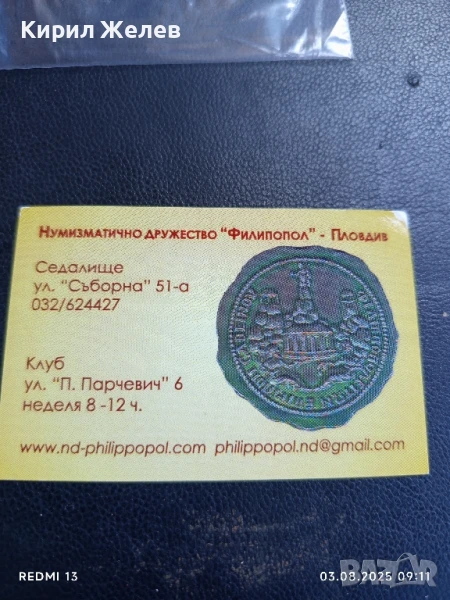 Кирил Желев
Нумизматично дружество "Филипопол" - Пловдив
Седалище
ул. "Съборна" 51-а
032/624427
Клуб
ул. "П. Парчевич" 6
неделя 8 -12 ч.
www.nd-philippopol.com philippopol.nd@gmail.com
REDMI 13
03.08.2025 09:11
BAZAR